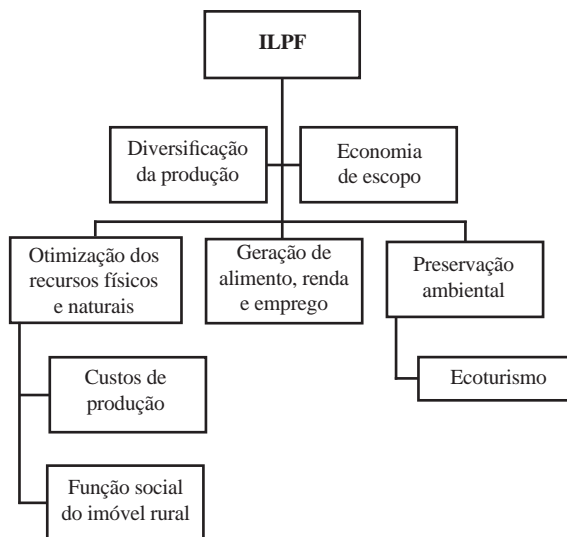 ILPF
Diversificação
da produção
Economia
de escopo
Otimização dos
recursos físicos
e naturais
Geração de
alimento, renda
e emprego
Preservação
ambiental
Custos de
produção
Ecoturismo
Função social
do imóvel rural